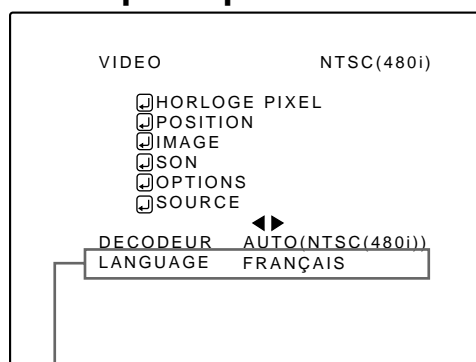 VIDEO NTSC(480i)
HORLOGE PIXEL
POSITION
IMAGE
SON
OPTIONS
SOURCE
DECODEUR AUTO(NTSC(480i))
LANGUAGE FRANÇAIS